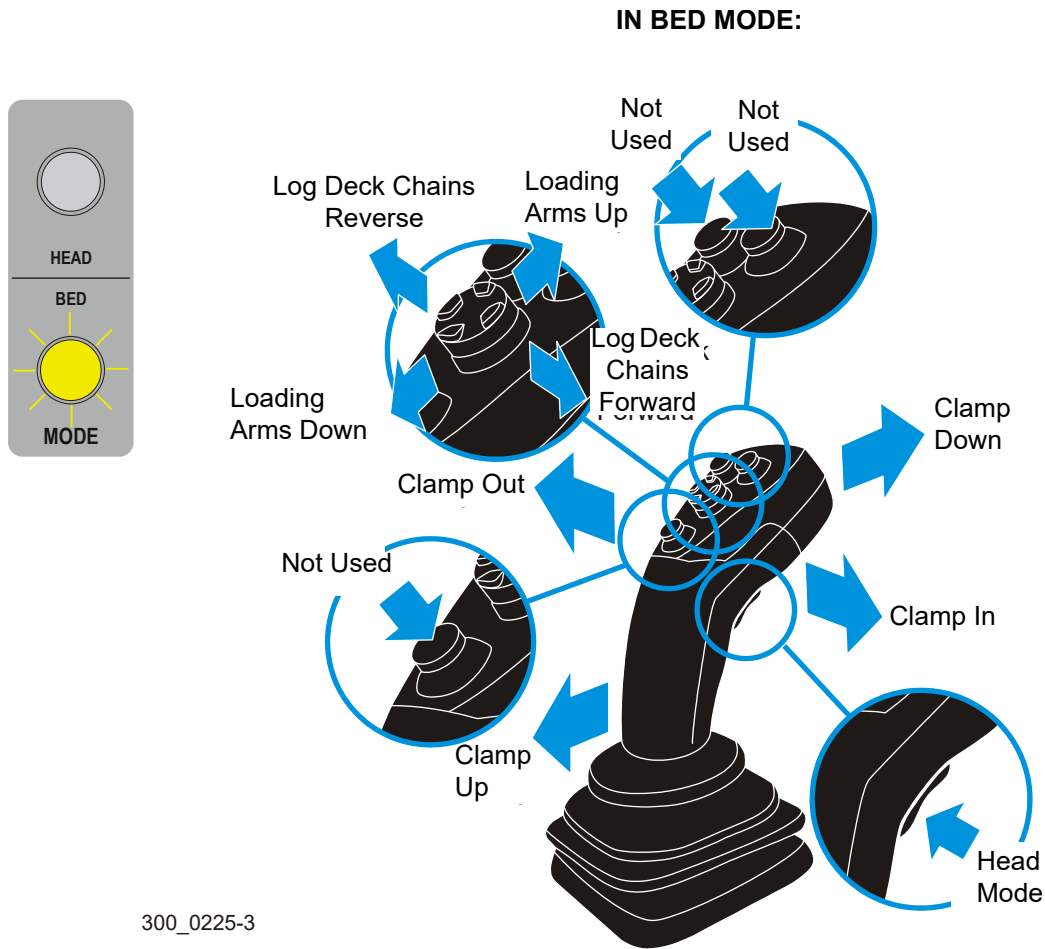 IN BED MODE:
Not
Used
Not
Used
Log Deck Chains
Reverse
Loading
Arms Up
HEAD
BED
MODE
Log Deck
Chains
Forward
Loading
Arms Down
Clamp
Down
Clamp Out
Not Used
Clamp In
Clamp
Up
Head
Mode
300_0225-3